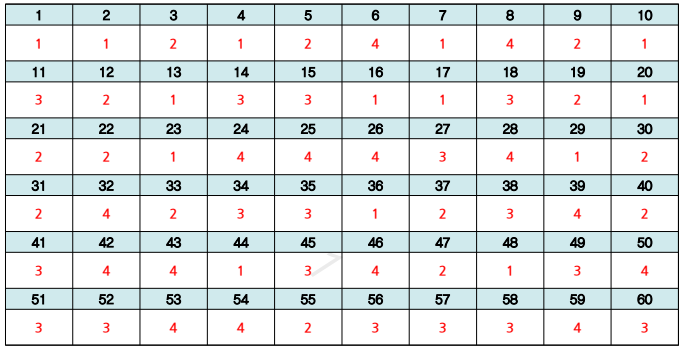 1 2 3 4 5 6 7 8 9 10
1 1 2 1 2 4 1 4 2 1
11 12 13 14 15 16 17 18 19 20
3 2 1 3 3 1 1 3 2 1
21 22 23 24 25 26 27 28 29 30
2 2 1 4 4 4 3 4 1 2
31 32 33 34 35 36 37 38 39 40
2 4 2 3 3 1 2 3 4 2
41 42 43 44 45 46 47 48 49 50
3 4 4 1 3 4 2 1 3 4
51 52 53 54 55 56 57 58 59 60
3 3 4 4 2 3 3 3 4 3